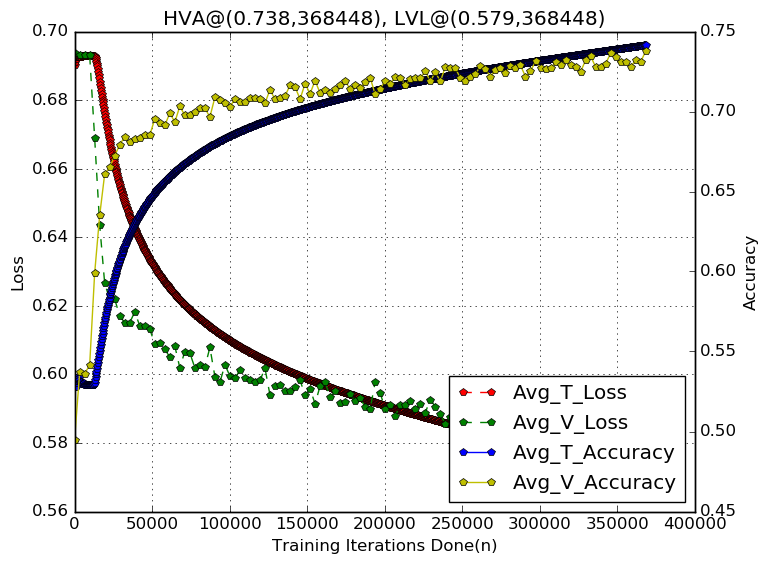 HVA@(0.738,368448), LVL@(0.579,368448)
0.70
0.68
0.66
0.64
0.62
0.60
0.58
0.56
Loss
0.75
0.70
0.65
0.60
0.55
0.50
0.45
Accuracy
Avg_T_Loss
Avg_V_Loss
Avg_T_Accuracy
Avg_V_Accuracy
0 50000 100000 150000 200000 250000 300000 350000 400000
Training Iterations Done(n)